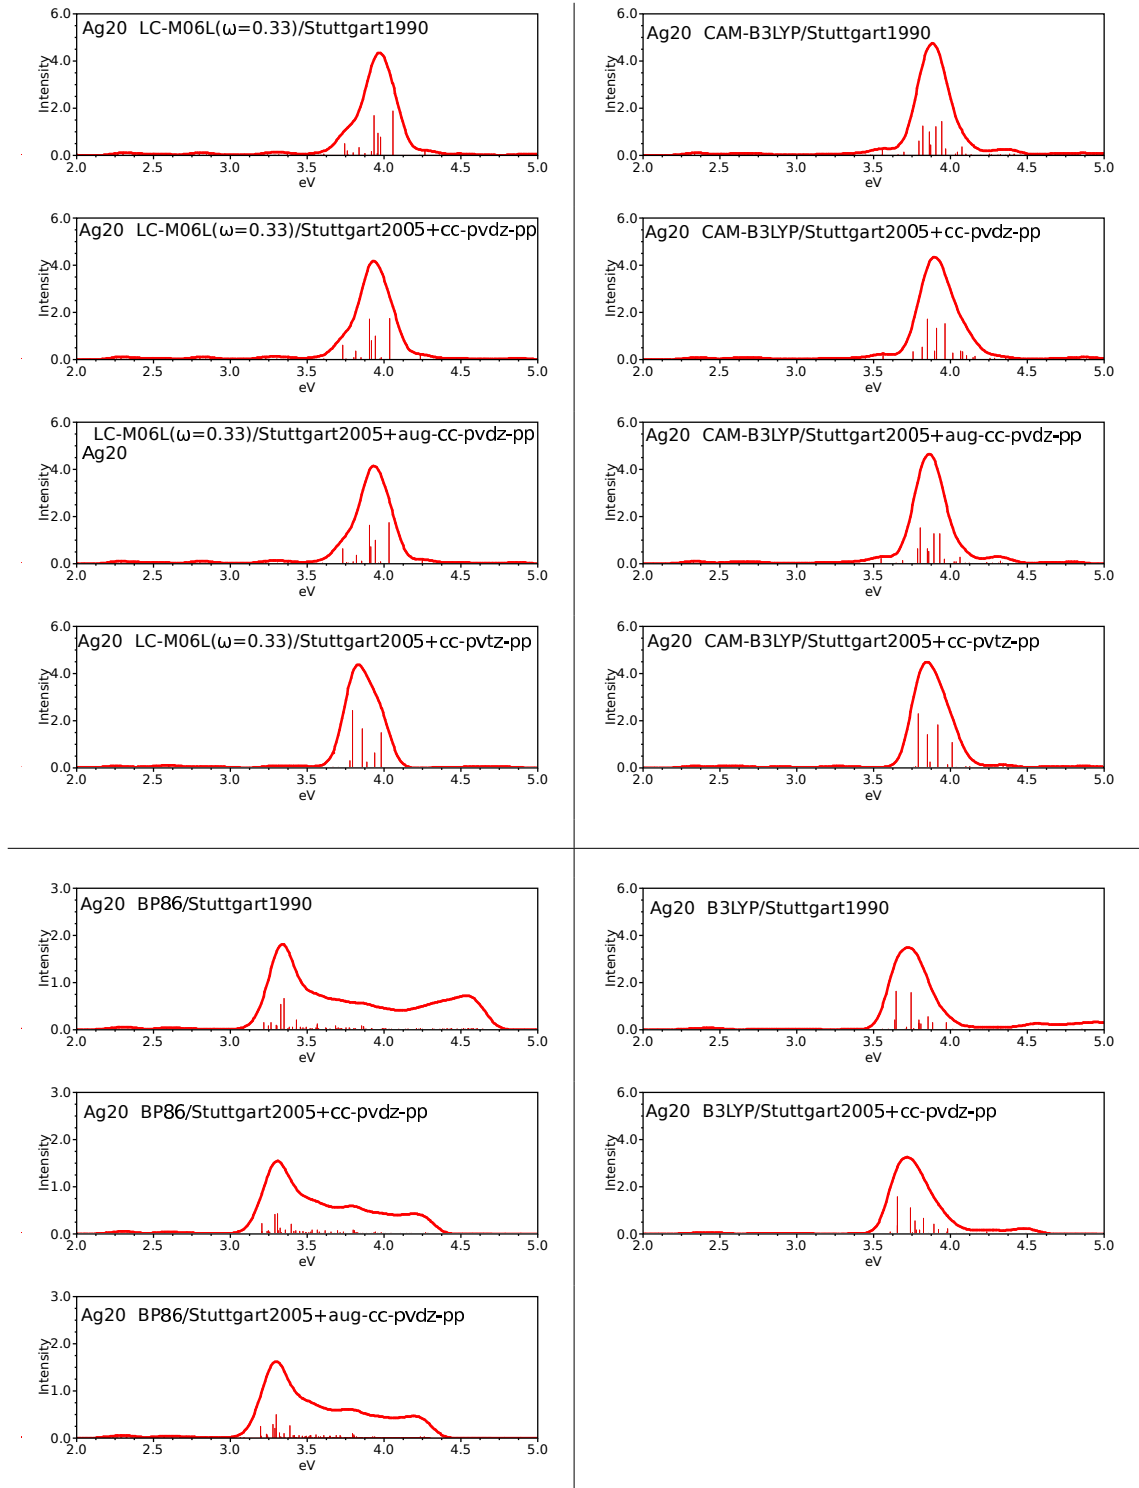 Ag20 LC-M06L(ω=0.33)/Stuttgart1990
Intensity
6.0
4.0
2.0
0.0
2.0 2.5 3.0 3.5 4.0 4.5 5.0
eV
Ag20 CAM-B3LYP/Stuttgart1990
Intensity
6.0
4.0
2.0
0.0
2.0 2.5 3.0 3.5 4.0 4.5 5.0
eV
Ag20 LC-M06L(ω=0.33)/Stuttgart2005+cc-pvdz-pp
Intensity
6.0
4.0
2.0
0.0
2.0 2.5 3.0 3.5 4.0 4.5 5.0
eV
Ag20 CAM-B3LYP/Stuttgart2005+cc-pvdz-pp
Intensity
6.0
4.0
2.0
0.0
2.0 2.5 3.0 3.5 4.0 4.5 5.0
eV
LC-M06L(ω=0.33)/Stuttgart2005+aug-cc-pvdz-pp
Ag20
Intensity
6.0
4.0
2.0
0.0
2.0 2.5 3.0 3.5 4.0 4.5 5.0
eV
Ag20 CAM-B3LYP/Stuttgart2005+aug-cc-pvdz-pp
Intensity
6.0
4.0
2.0
0.0
2.0 2.5 3.0 3.5 4.0 4.5 5.0
eV
Ag20 LC-M06L(ω=0.33)/Stuttgart2005+cc-pvtz-pp
Intensity
6.0
4.0
2.0
0.0
2.0 2.5 3.0 3.5 4.0 4.5 5.0
eV
Ag20 CAM-B3LYP/Stuttgart2005+cc-pvtz-pp
Intensity
6.0
4.0
2.0
0.0
2.0 2.5 3.0 3.5 4.0 4.5 5.0
eV
Ag20 BP86/Stuttgart1990
Intensity
3.0
2.0
1.0
0.0
2.0 2.5 3.0 3.5 4.0 4.5 5.0
eV
Ag20 B3LYP/Stuttgart1990
Intensity
6.0
4.0
2.0
0.0
2.0 2.5 3.0 3.5 4.0 4.5 5.0
eV
Ag20 BP86/Stuttgart2005+cc-pvdz-pp
Intensity
3.0
2.0
1.0
0.0
2.0 2.5 3.0 3.5 4.0 4.5 5.0
eV
Ag20 B3LYP/Stuttgart2005+cc-pvdz-pp
Intensity
6.0
4.0
2.0
0.0
2.0 2.5 3.0 3.5 4.0 4.5 5.0
eV
Ag20 BP86/Stuttgart2005+aug-cc-pvdz-pp
Intensity
3.0
2.0
1.0
0.0
2.0 2.5 3.0 3.5 4.0 4.5 5.0
eV